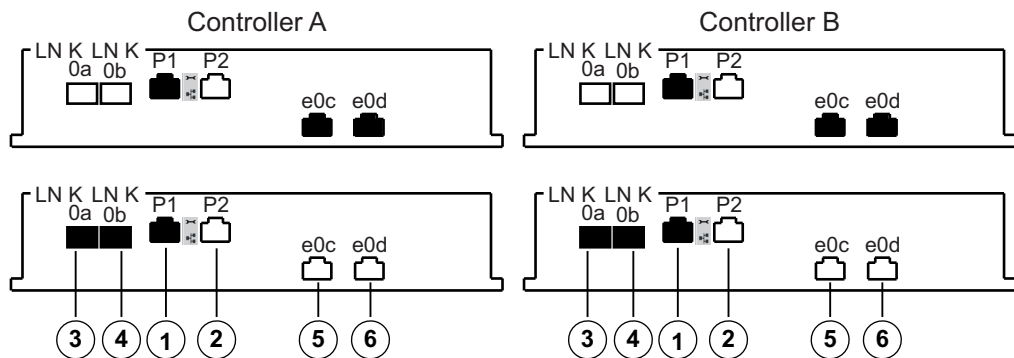 Controller A Controller B
LN K LN K LN K LN K
0a 0b P1 P2 0a 0b P1 P2
e0c e0d e0c e0d
LN K LN K LN K LN K
0a 0b P1 P2 0a 0b P1 P2
e0c e0d e0c e0d
3 4 1 2 5 6 3 4 1 2 5 6